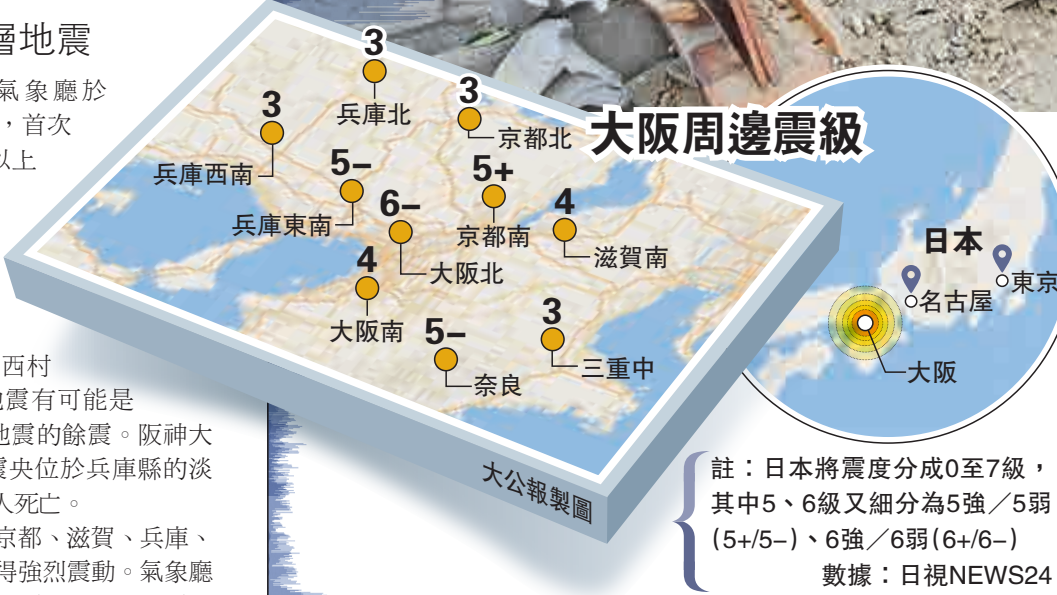 層地震
氣象廳於
，首次
以上
西村
地震有可能是
地震的餘震。阪神大
震央位於兵庫縣的淡
人死亡。
京都、滋賀、兵庫、
得強烈震動。氣象廳
大阪周邊震級
3
兵庫北
3
京都北
3
兵庫西南
5–
兵庫東南
5+
京都南
6–
大阪北
4
滋賀南
4
大阪南
5–
奈良
3
三重中
大公報製圖
日本
東京
名古屋
大阪
註：日本將震度分成0至7級，
其中5、6級又細分為5強／5弱
(5+/5–)、6強／6弱(6+/6–)
數據：日視NEWS24